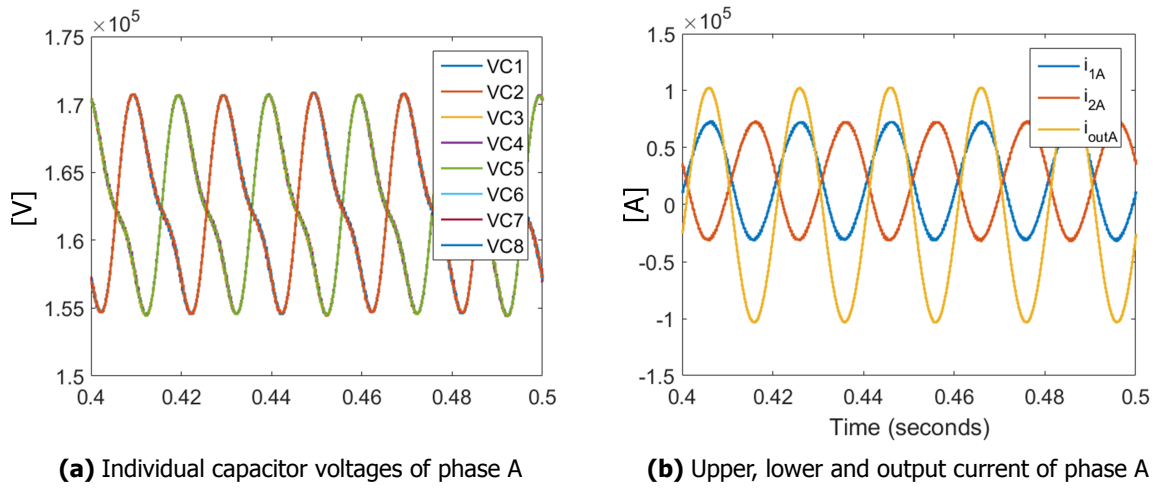 ×10⁵
1.75
1.7
1.65
1.6
1.55
1.5
[V]
0.4 0.42 0.44 0.46 0.48 0.5
VC1
VC2
VC3
VC4
VC5
VC6
VC7
VC8
(a) Individual capacitor voltages of phase A
×10⁵
1.5
1
0.5
0
-0.5
-1
-1.5
[A]
0.4 0.42 0.44 0.46 0.48 0.5
Time (seconds)
i1A
i2A
ioutA
(b) Upper, lower and output current of phase A